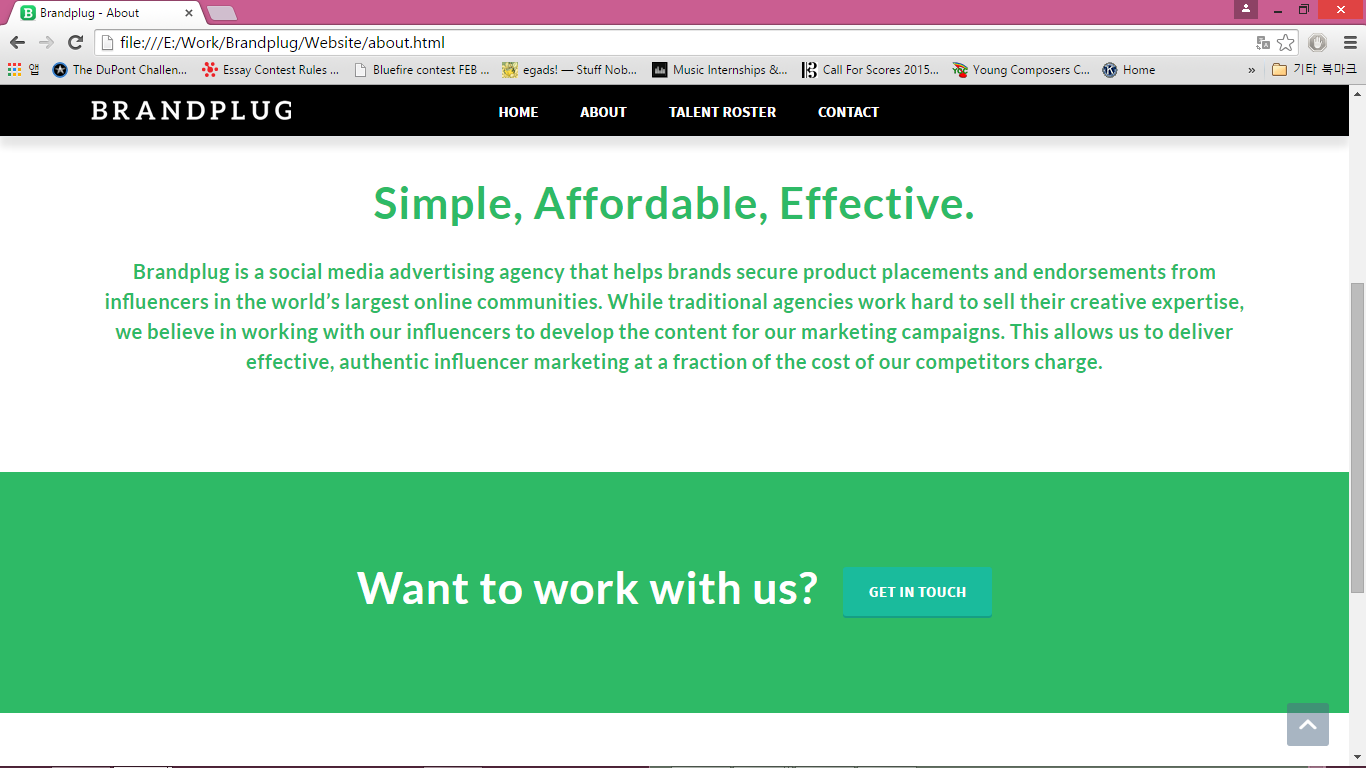 Brandplug - About
file:///E:/Work/Brandplug/Website/about.html
앱 The DuPont Challen... Essay Contest Rules ... Bluefire contest FEB ... egads! — Stuff Nob... Music Internships &... Call For Scores 2015... Young Composers C... Home » 기타 북마크
BRANDPLUG HOME ABOUT TALENT ROSTER CONTACT
Simple, Affordable, Effective.
Brandplug is a social media advertising agency that helps brands secure product placements and endorsements from
influencers in the world’s largest online communities. While traditional agencies work hard to sell their creative expertise,
we believe in working with our influencers to develop the content for our marketing campaigns. This allows us to deliver
effective, authentic influencer marketing at a fraction of the cost of our competitors charge.
Want to work with us? GET IN TOUCH